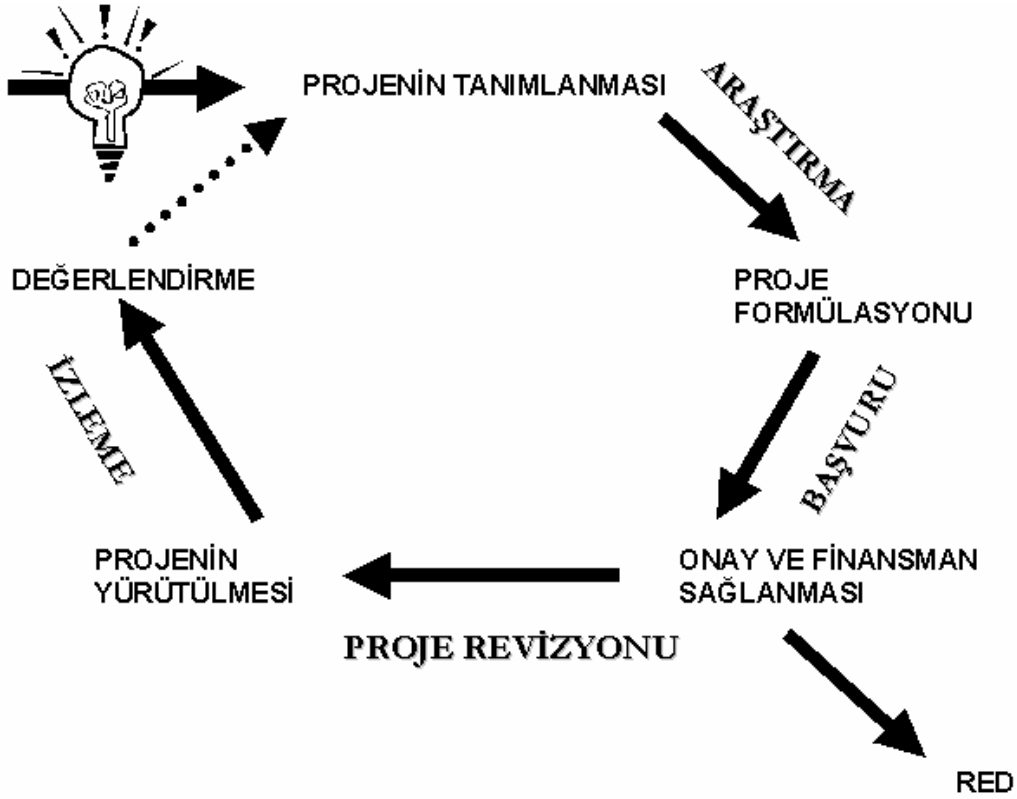 PROJENİN TANIMLANMASI
ARAŞTIRMA
PROJE
FORMÜLASYONU
BAŞVURU
ONAY VE FİNANSMAN
SAĞLANMASI
RED
PROJE REVİZYONU
PROJENİN
YÜRÜTÜLMESİ
İZLEME
DEĞERLENDİRME